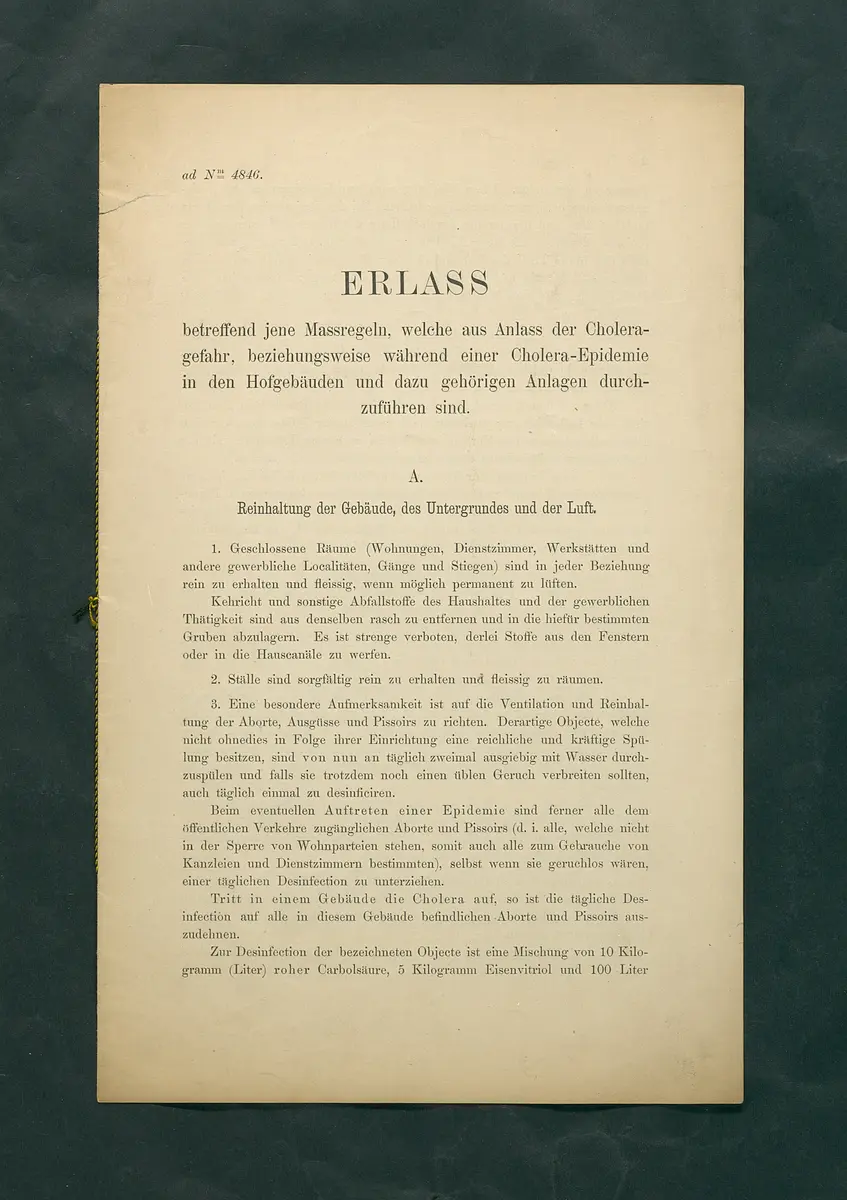 ad Nm 4846.
ERLASS
betreffend jene Massregeln, welche aus Anlass der Cholera-
gefahr, beziehungsweise während einer Cholera-Epidemie
in den Hofgebäuden und dazu gehörigen Anlagen durch-
zuführen sind.
A.
Reinhaltung der Gebäude, des Untergrundes und der Luft.
1. Geschlossene Räume (Wohnungen, Dienstzimmer, Werkstätten und
andere gewerbliche Localitäten, Gänge und Stiegen) sind in jeder Beziehung
rein zu erhalten und fleissig, wenn möglich permanent zu lüften.
Kehricht und sonstige Abfallstoffe des Haushaltes und der gewerblichen
Thätigkeit sind aus denselben rasch zu entfernen und in die hiefür bestimmten
Gruben abzulagern. Es ist strenge verboten, derlei Stoffe aus den Fenstern
oder in die Hauscanäle zu werfen.
2. Ställe sind sorgfältig rein zu erhalten und fleissig zu räumen.
3. Eine besondere Aufmerksamkeit ist auf die Ventilation und Reinhal-
tung der Aborte, Ausgüsse und Pissoirs zu richten. Derartige Objecte, welche
nicht ohnedies in Folge ihrer Einrichtung eine reichliche und kräftige Spü-
lung besitzen, sind von nun an täglich zweimal ausgiebig mit Wasser durch-
zuspülen und falls sie trotzdem noch einen üblen Geruch verbreiten sollten,
auch täglich einmal zu desinficiren.
Beim eventuellen Auftreten einer Epidemie sind ferner alle dem
öffentlichen Verkehre zugänglichen Aborte und Pissoirs (d. i. alle, welche nicht
in der Sperre von Wohnparteien stehen, somit auch alle zum Gebrauche von
Kanzleien und Dienstzimmern bestimmten), selbst wenn sie geruchlos wären,
einer täglichen Desinfection zu unterziehen.
Tritt in einem Gebäude die Cholera auf, so ist die tägliche Des-
infection auf alle in diesem Gebäude befindlichen Aborte und Pissoirs aus-
zudehnen.
Zur Desinfection der bezeichneten Objecte ist eine Mischung von 10 Kilo-
gramm (Liter) roher Carbolsäure, 5 Kilogramm Eisenvitriol und 100 Liter